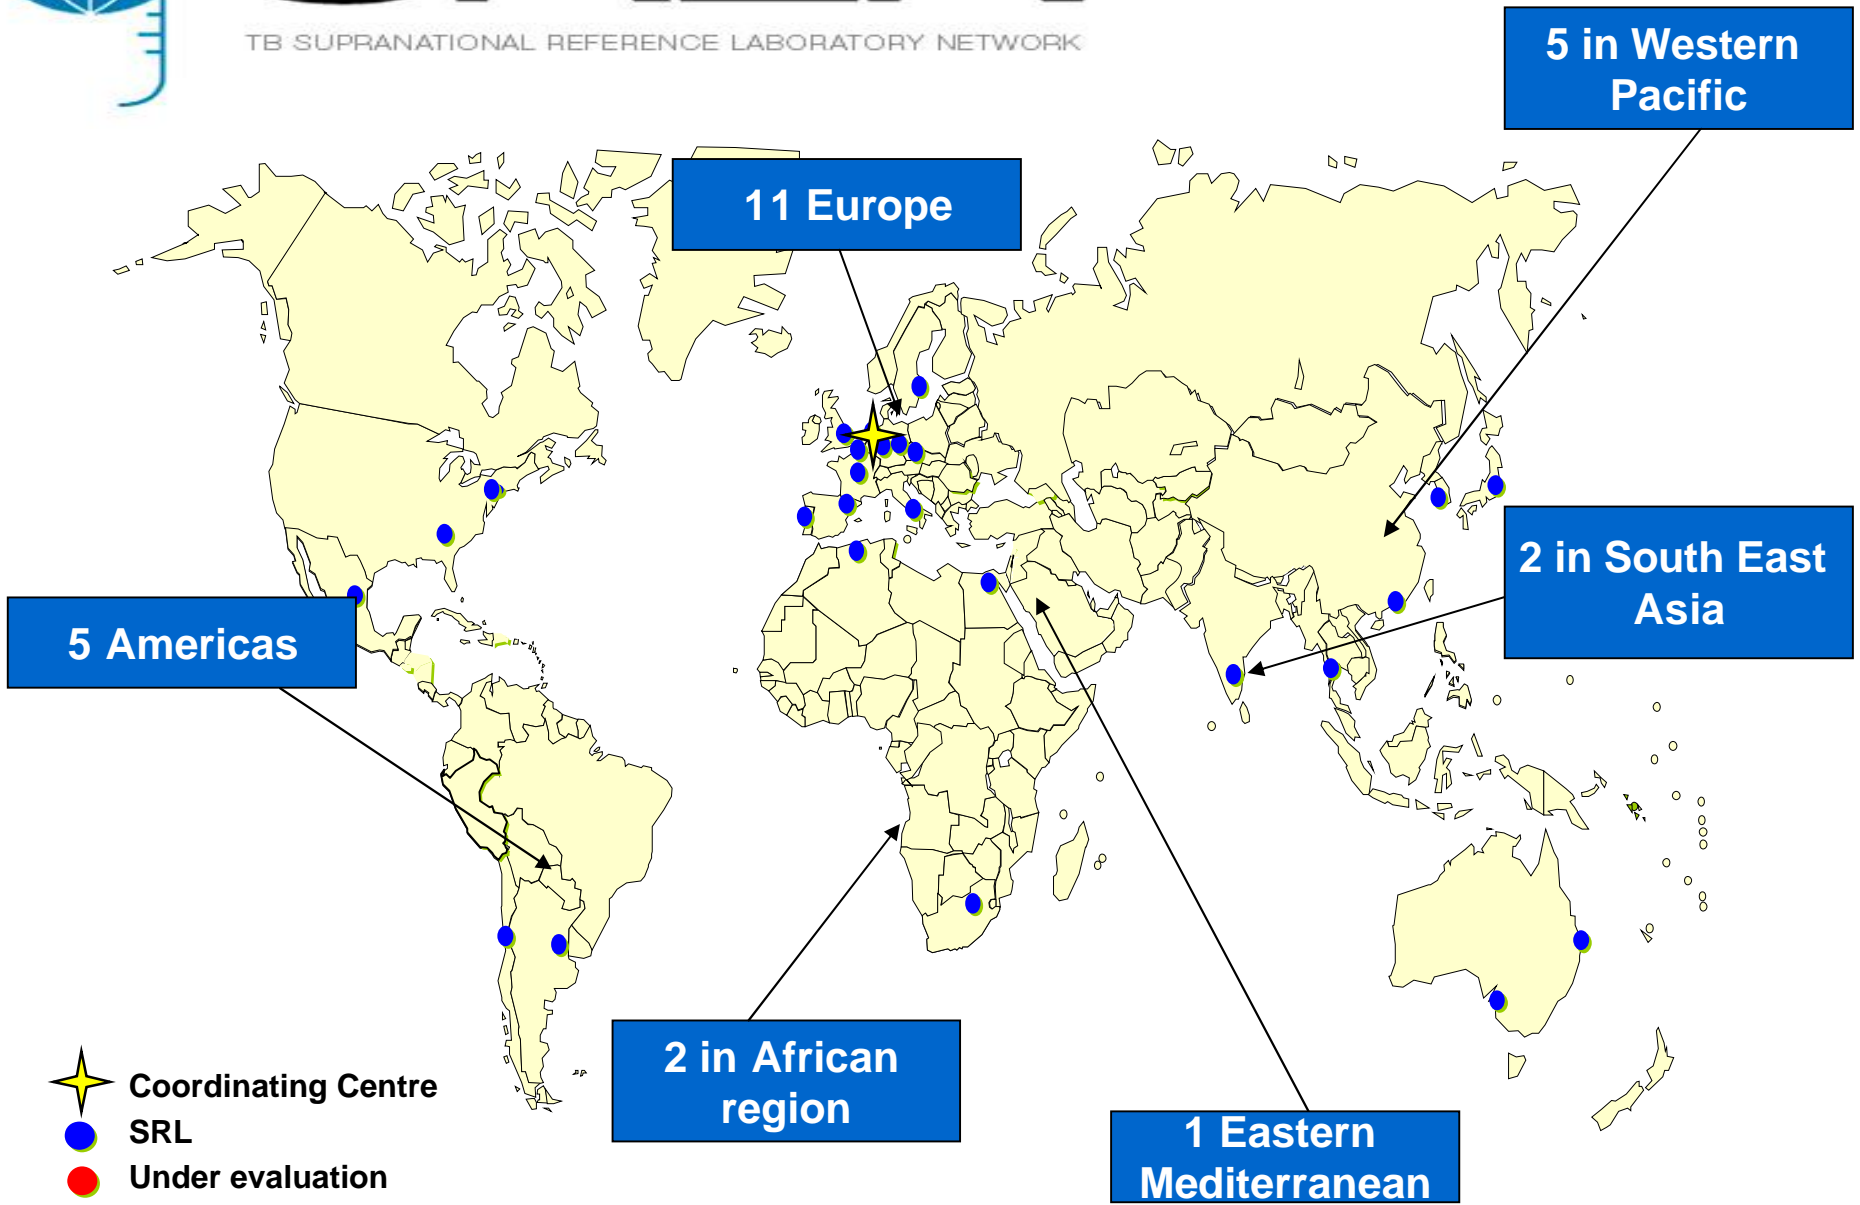 TB SUPRANATIONAL REFERENCE LABORATORY NETWORK
5 in Western
Pacific
11 Europe
2 in South East
Asia
5 Americas
2 in African
region
1 Eastern
Mediterranean
Coordinating Centre
SRL
Under evaluation